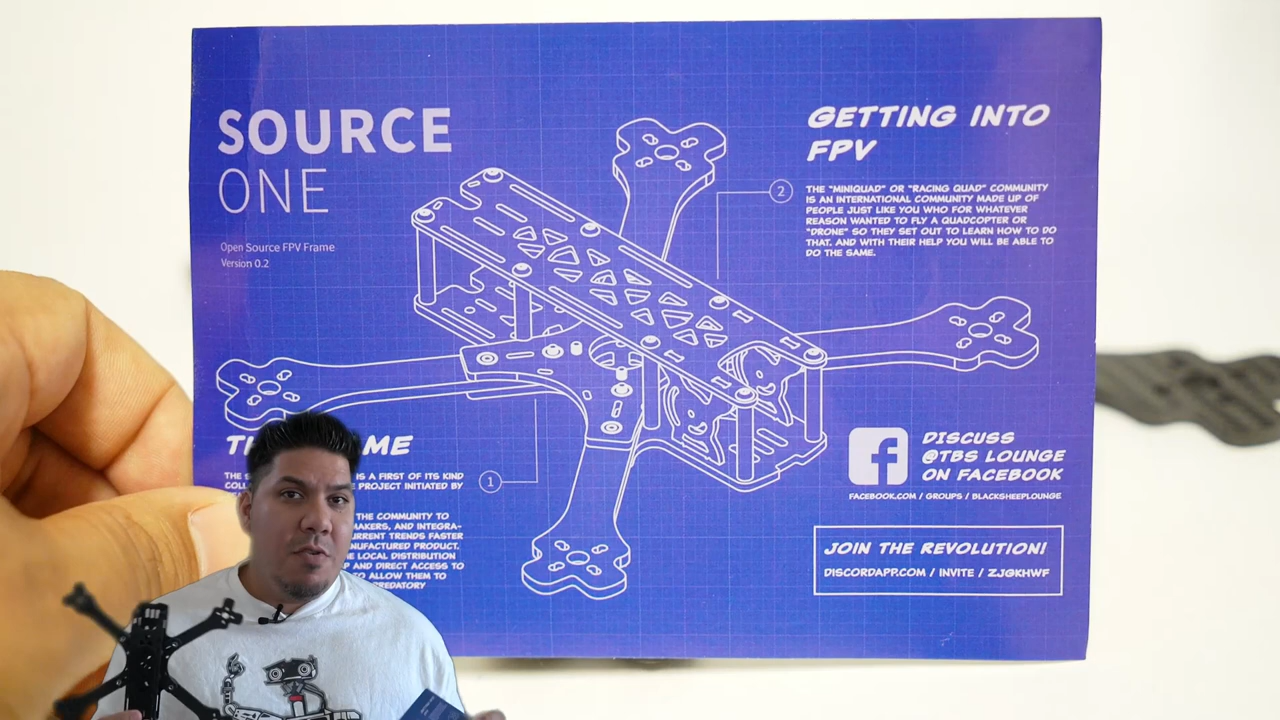 SOURCE
ONE
Open Source FPV Frame
Version 0.2
GETTING INTO
FPV
THE "MINIQUAD" OR "RACING QUAD" COMMUNITY
IS AN INTERNATIONAL COMMUNITY MADE UP OF
PEOPLE JUST LIKE YOU WHO FOR WHATEVER
REASON WANTED TO FLY A QUADCOPTER OR
"DRONE" SO THEY SET OUT TO LEARN HOW TO DO
THAT. AND WITH THEIR HELP YOU WILL BE ABLE TO
DO THE SAME.
2
1
ME
THE
IS A FIRST OF ITS KIND
PROJECT INITIATED BY
THE COMMUNITY TO
MAKERS, AND INTEGRA-
TRENDS FASTER
PRODUCT.
LOCAL DISTRIBUTION
AND DIRECT ACCESS TO
ALLOW THEM TO
DISCUSS
@TBS LOUNGE
ON FACEBOOK
FACEBOOK.COM / GROUPS / BLACKSHEEPLOUNGE
JOIN THE REVOLUTION!
DISCORDAPP.COM / INVITE / ZJGKHWF